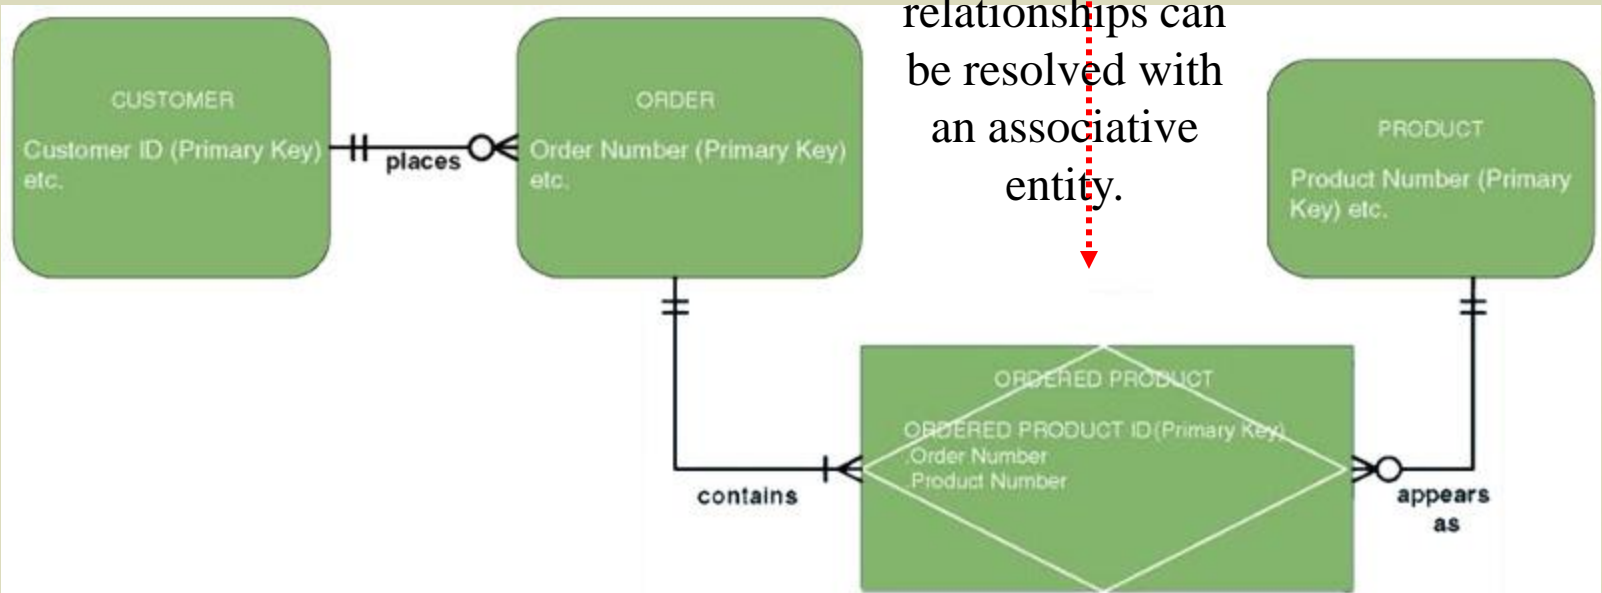 relationships can
be resolved with
an associative
entity.
CUSTOMER
Customer ID (Primary Key)
etc.
places
ORDER
Order Number (Primary Key)
etc.
PRODUCT
Product Number (Primary
Key) etc.
ORDERED PRODUCT
ORDERED PRODUCT ID(Primary Key)
.Order Number
.Product Number
contains
appears
as